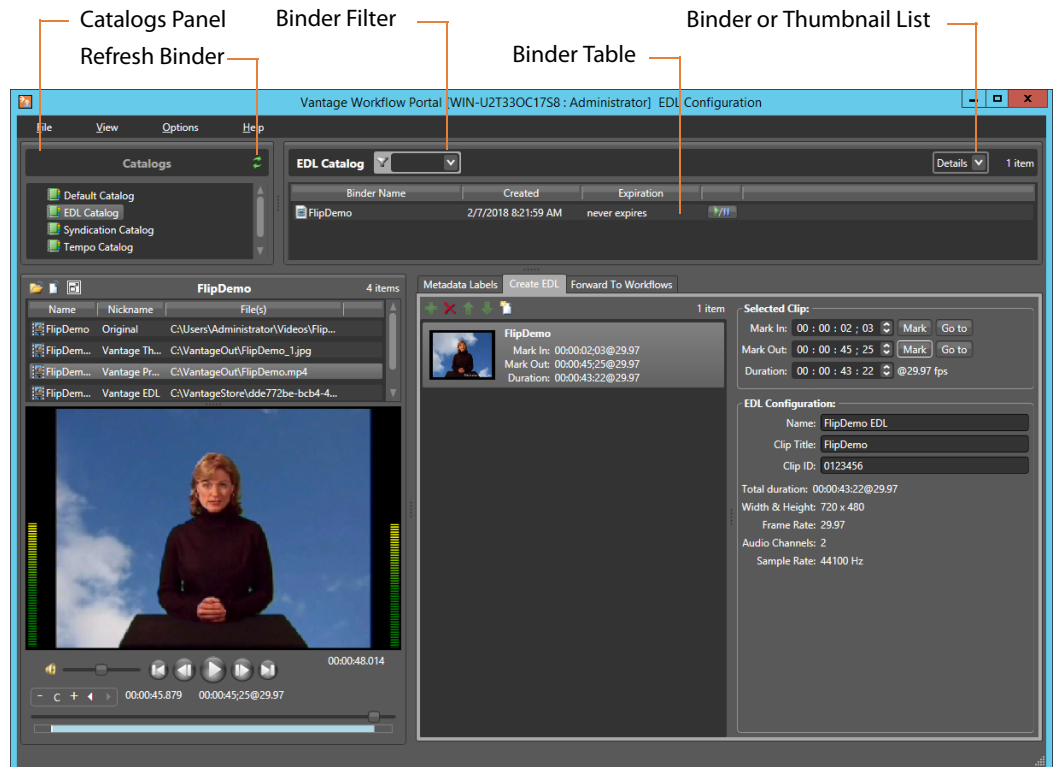 Catalogs Panel
Binder Filter
Binder or Thumbnail List
Refresh Binder
Binder Table
Vantage Workflow Portal [WIN-U2T33OC17S8 : Administrator] EDL Configuration
File View Options Help
Catalogs
EDL Catalog
Details
1 item
Binder Name Created Expiration
Default Catalog
EDL Catalog
Syndication Catalog
Tempo Catalog
FlipDemo 2/7/2018 8:21:59 AM never expires
FlipDemo
4 items
Name Nickname File(s)
FlipDemo Original C:\Users\Administrator\Videos\Flip...
FlipDem... Vantage Th... C:\VantageOut\FlipDemo_1.jpg
FlipDem... Vantage Pr... C:\VantageOut\FlipDemo.mp4
FlipDem... Vantage EDL C:\VantageStore\dde772be-bcb4-4...
00:00:48.014
- C + 00:00:45.879 00:00:45;25@29.97
Metadata Labels Create EDL Forward To Workflows
1 item
FlipDemo
Mark In: 00:00:02;03@29.97
Mark Out: 00:00:45;25@29.97
Duration: 00:00:43:22@29.97
Selected Clip:
Mark In: 00 : 00 : 02 ; 03 Mark Go to
Mark Out: 00 : 00 : 45 ; 25 Mark Go to
Duration: 00 : 00 : 43 : 22 @29.97 fps
EDL Configuration:
Name: FlipDemo EDL
Clip Title: FlipDemo
Clip ID: 0123456
Total duration: 00:00:43:22@29.97
Width & Height: 720 x 480
Frame Rate: 29.97
Audio Channels: 2
Sample Rate: 44100 Hz